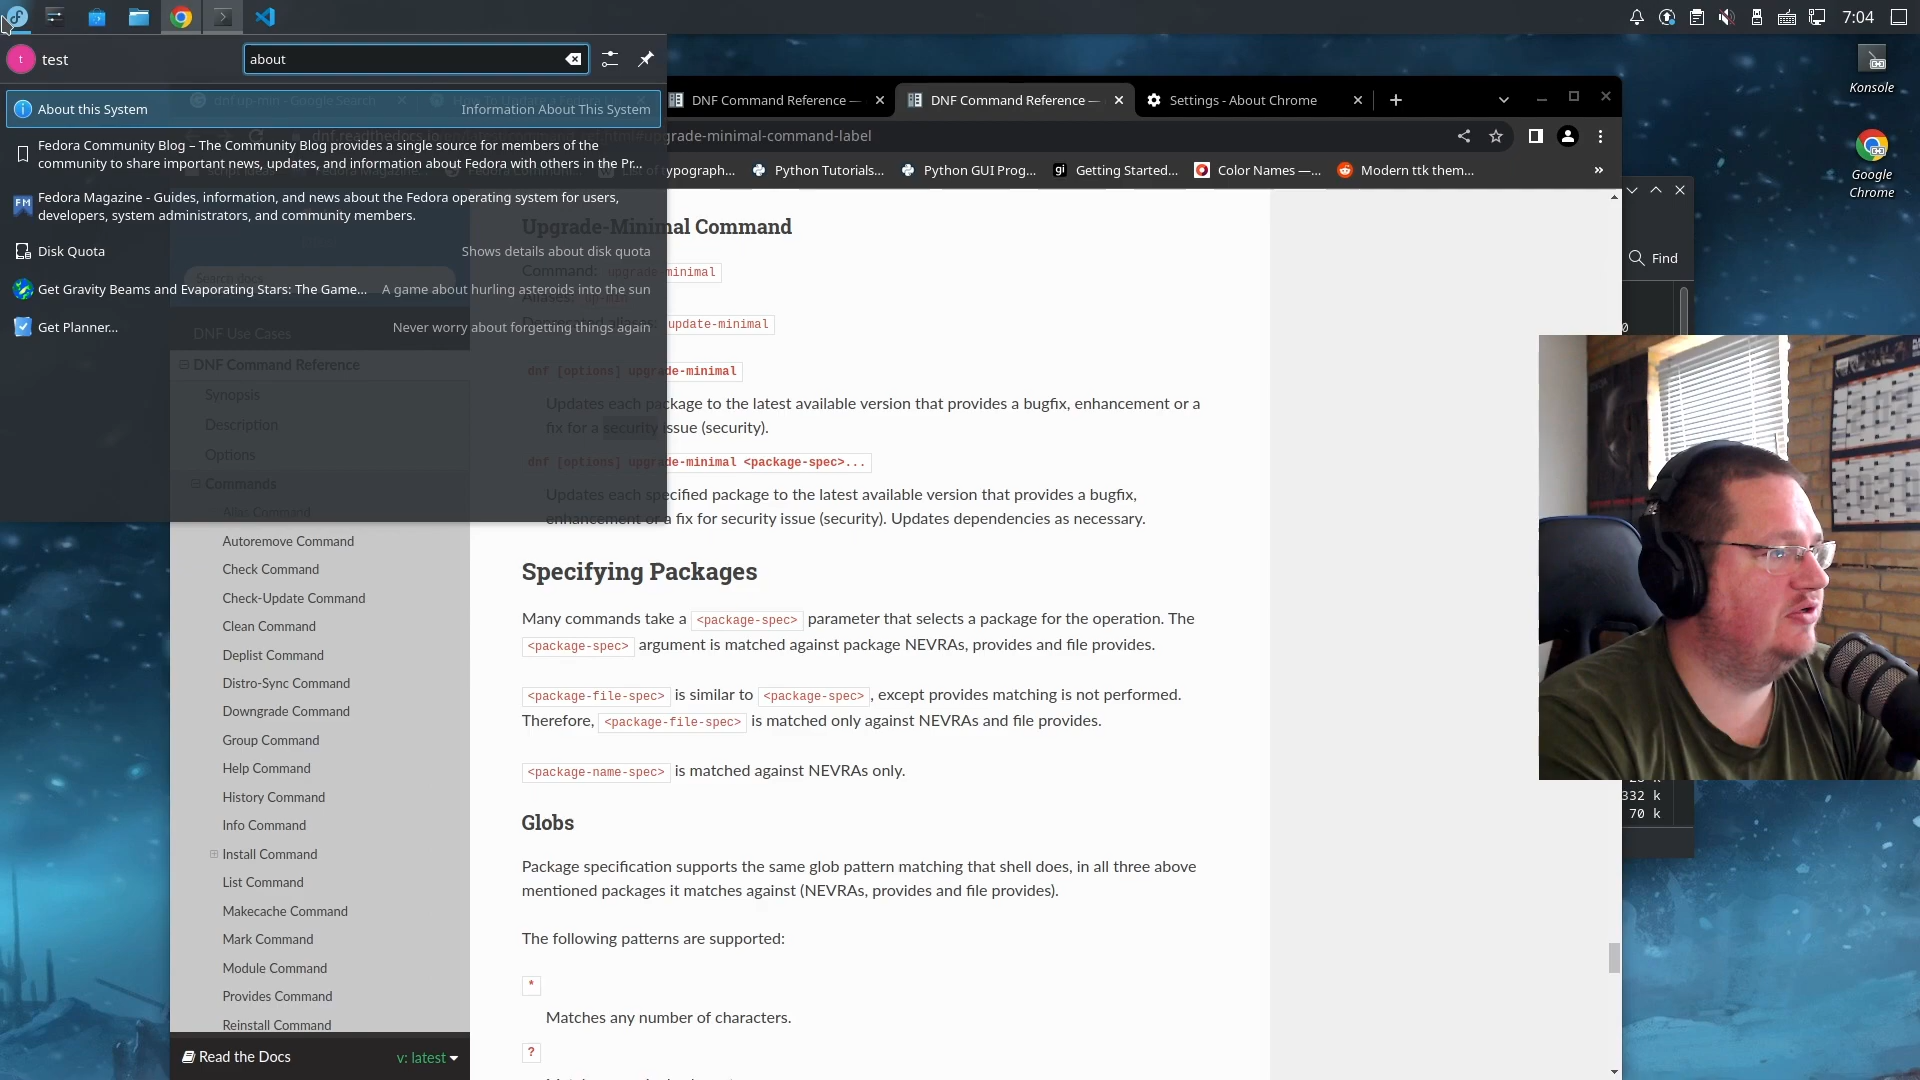 7:04
test
about
About this System
Information About This System
Fedora Community Blog – The Community Blog provides a single source for members of the
community to share important news, updates, and information about Fedora with others in the Pr...
Fedora Magazine - Guides, information, and news about the Fedora operating system for users,
developers, system administrators, and community members.
Disk Quota
Shows details about disk quota
Get Gravity Beams and Evaporating Stars: The Game...
A game about hurling asteroids into the sun
Get Planner...
Never worry about forgetting things again
DNF Command Reference —
DNF Command Reference —
Settings - About Chrome
upgrade-minimal-command-label
typograph...
Python Tutorials...
Python GUI Prog...
Getting Started...
Color Names —...
Modern ttk them...
Konsole
Google
Chrome
Find
0
332 k
70 k
DNF Use Cases
DNF Command Reference
Synopsis
Description
Options
Commands
Alias Command
Autoremove Command
Check Command
Check-Update Command
Clean Command
Deplist Command
Distro-Sync Command
Downgrade Command
Group Command
Help Command
History Command
Info Command
Install Command
List Command
Makecache Command
Mark Command
Module Command
Provides Command
Reinstall Command
Read the Docs
v: latest
Upgrade-Minimal Command
Command: upgrade-minimal
Aliases: up-min
update-minimal
dnf [options] upgrade-minimal
Updates each package to the latest available version that provides a bugfix, enhancement or a
fix for a security issue (security).
dnf [options] upgrade-minimal <package-spec>...
Updates each specified package to the latest available version that provides a bugfix,
enhancement or a fix for security issue (security). Updates dependencies as necessary.
Specifying Packages
Many commands take a <package-spec> parameter that selects a package for the operation. The
<package-spec> argument is matched against package NEVRAs, provides and file provides.
<package-file-spec> is similar to <package-spec>, except provides matching is not performed.
Therefore, <package-file-spec> is matched only against NEVRAs and file provides.
<package-name-spec> is matched against NEVRAs only.
Globs
Package specification supports the same glob pattern matching that shell does, in all three above
mentioned packages it matches against (NEVRAs, provides and file provides).
The following patterns are supported:
*
Matches any number of characters.
?